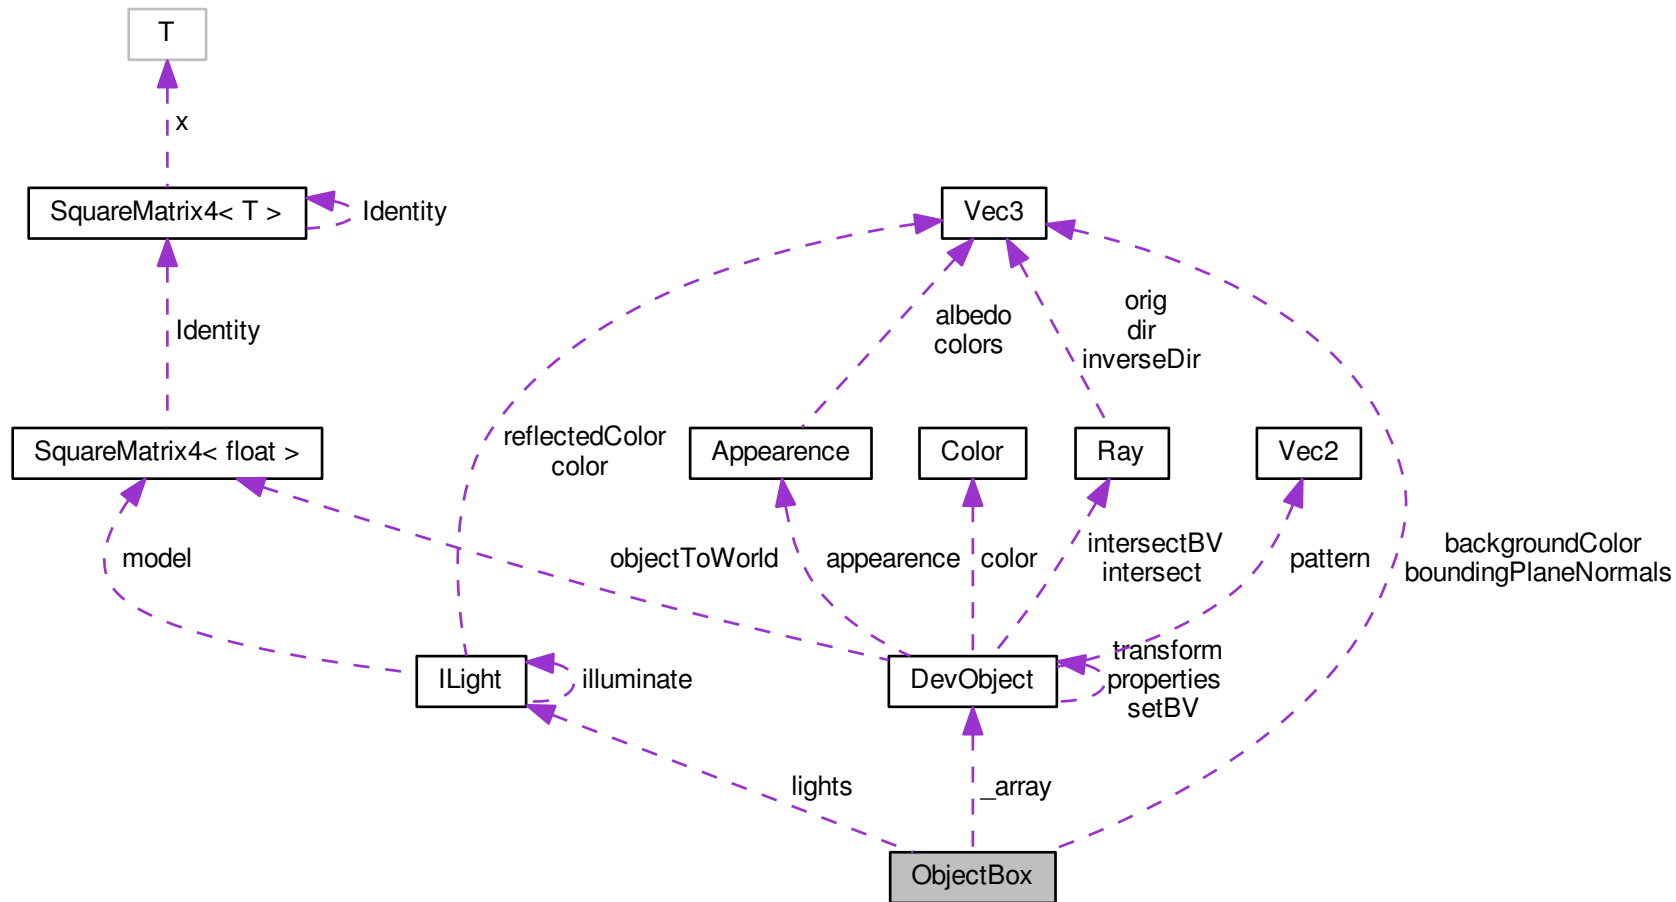 T
x
SquareMatrix4< T >
Identity
Vec3
Identity
albedo
colors
orig
dir
inverseDir
SquareMatrix4< float >
reflectedColor
color
Appearence
Color
Ray
Vec2
model
objectToWorld
appearence
color
intersectBV
intersect
pattern
backgroundColor
boundingPlaneNormals
ILight
illuminate
DevObject
transform
properties
setBV
lights
_array
ObjectBox